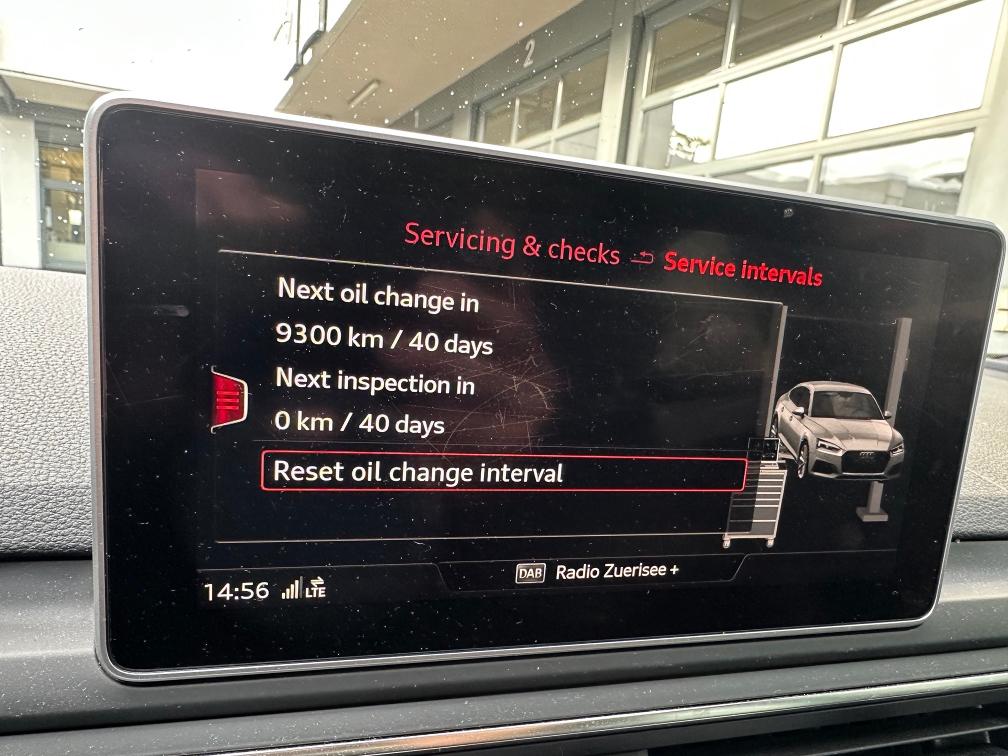 2
Servicing & checks Service intervals
Next oil change in
9300 km / 40 days
Next inspection in
0 km / 40 days
Reset oil change interval
DAB Radio Zuerisee +
14:56 LTE